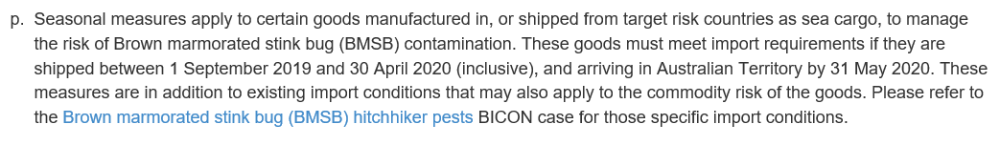 p. Seasonal measures apply to certain goods manufactured in, or shipped from target risk countries as sea cargo, to manage
the risk of Brown marmorated stink bug (BMSB) contamination. These goods must meet import requirements if they are
shipped between 1 September 2019 and 30 April 2020 (inclusive), and arriving in Australian Territory by 31 May 2020. These
measures are in addition to existing import conditions that may also apply to the commodity risk of the goods. Please refer to
the Brown marmorated stink bug (BMSB) hitchhiker pests BICON case for those specific import conditions.